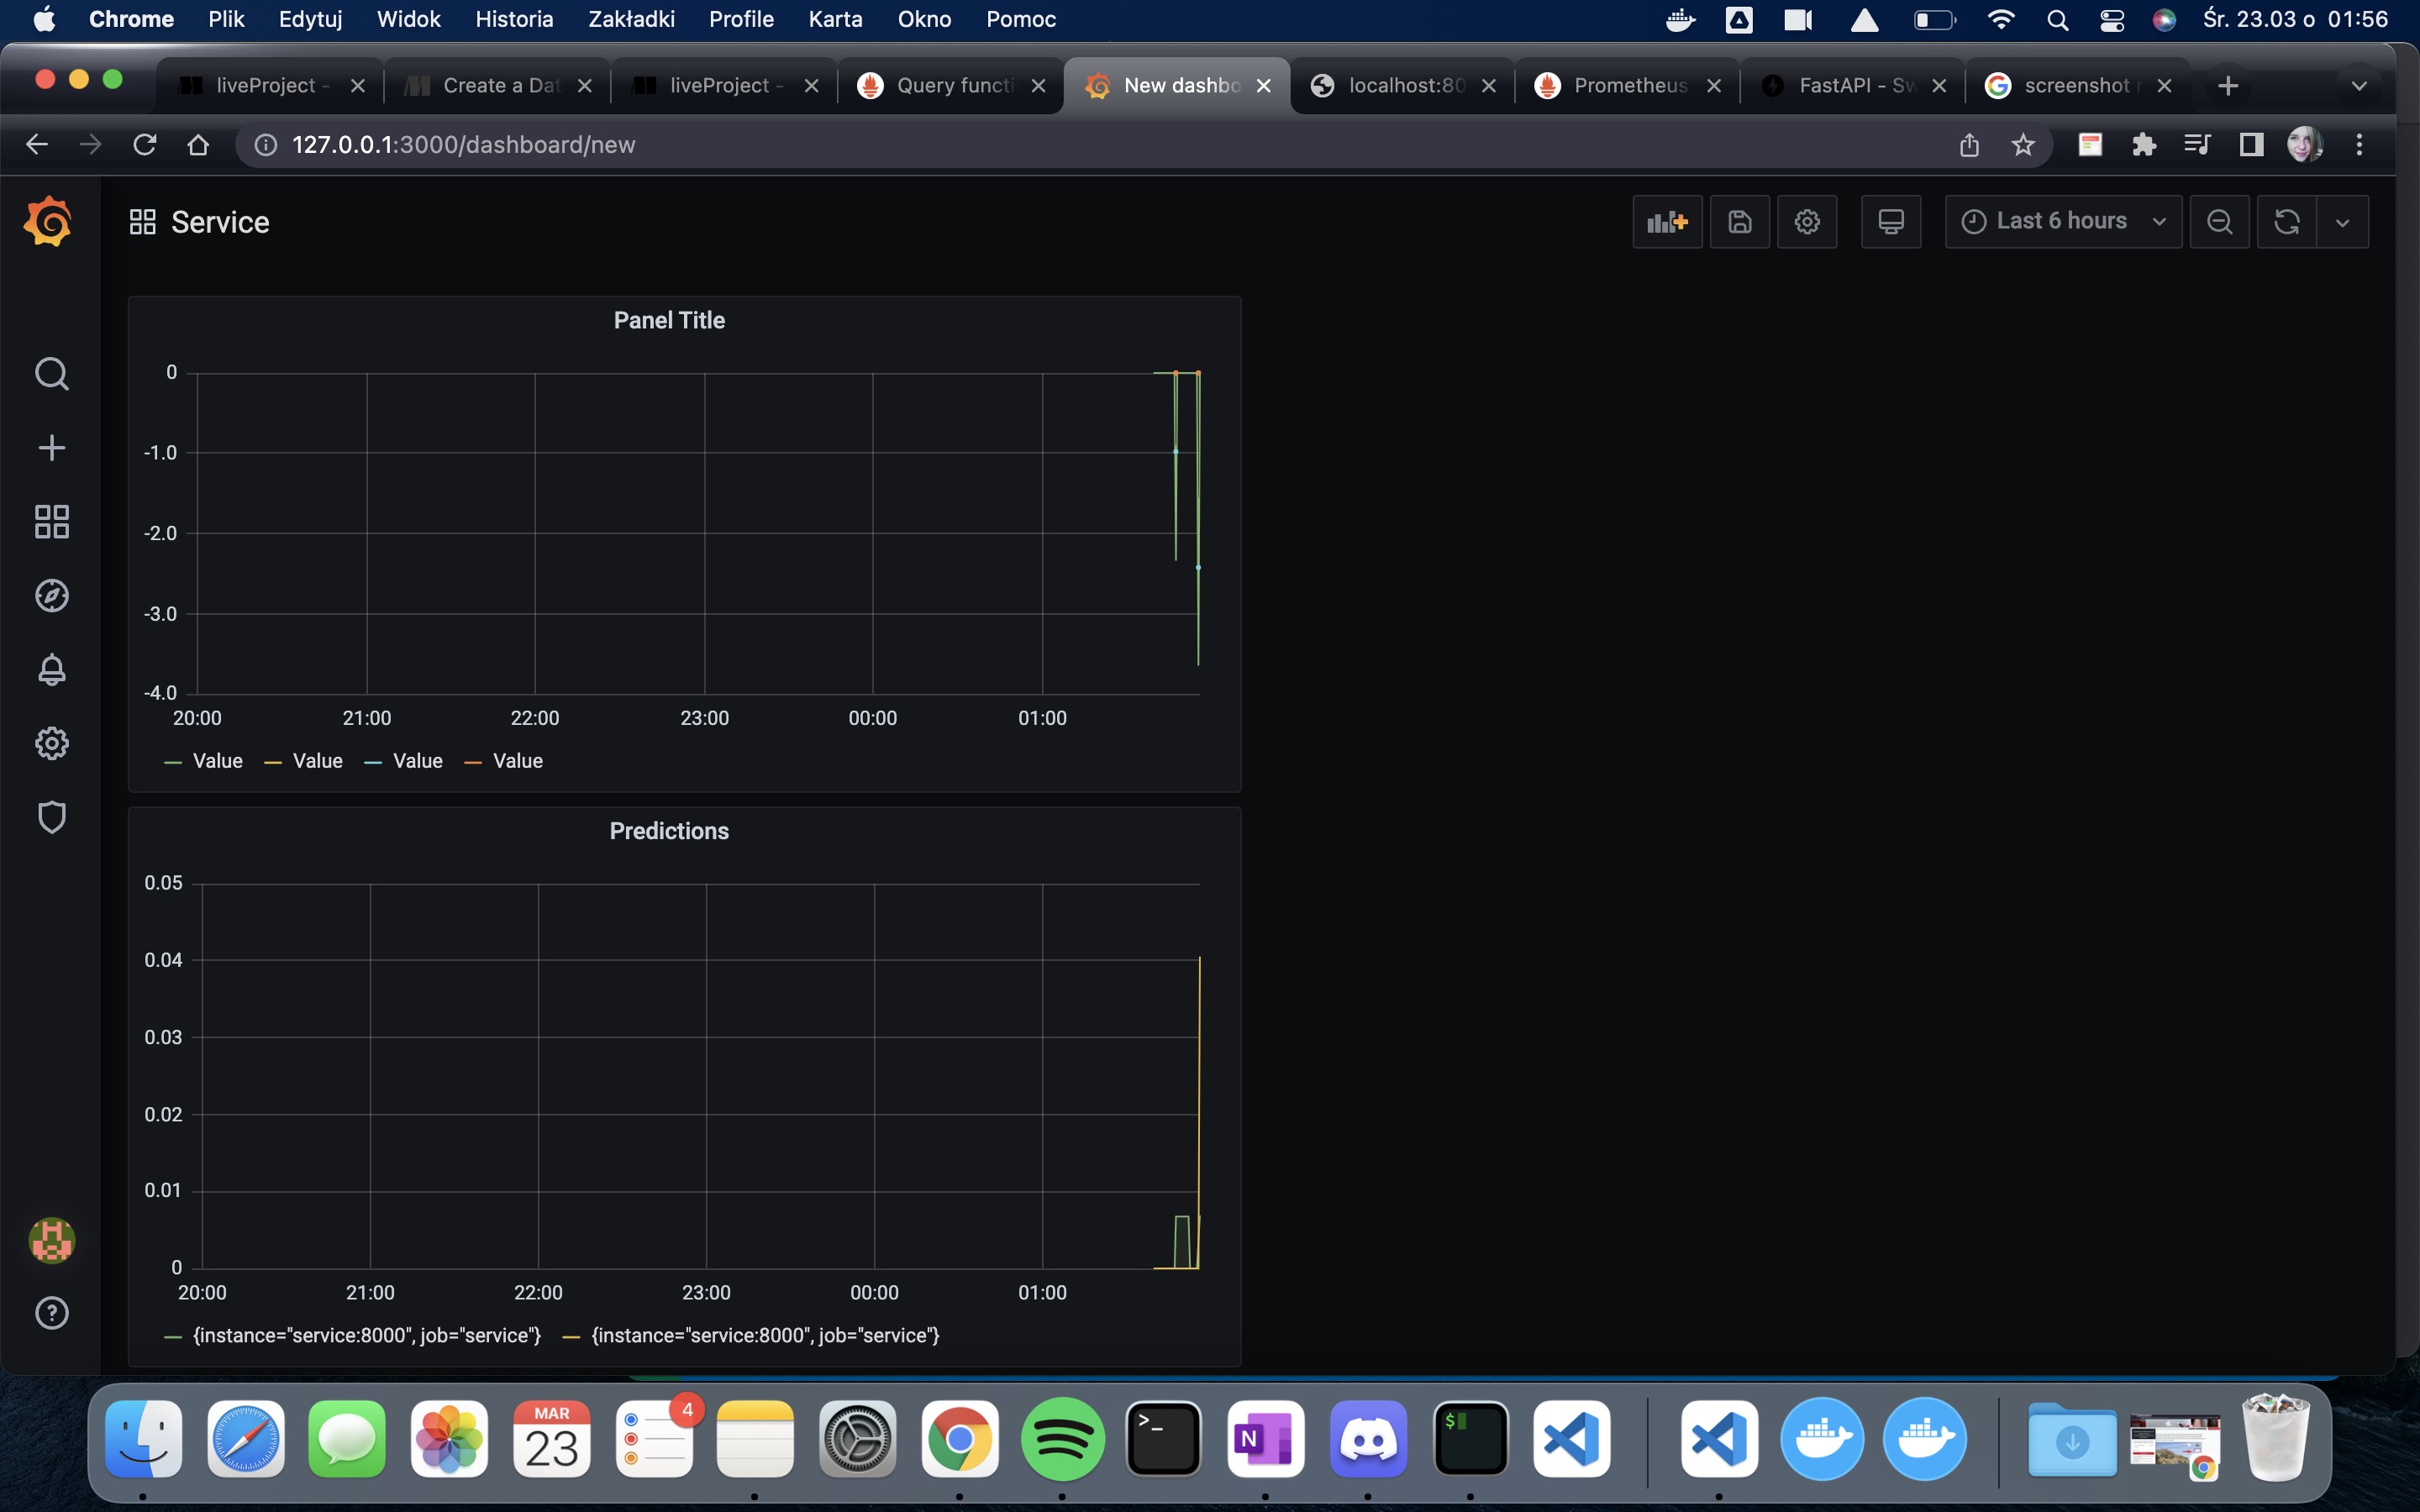 Chrome Plik Edytuj Widok Historia Zakładki Profile Karta Okno Pomoc Śr. 23.03 o 01:56
liveProject - Create a Dat liveProject - Query functi New dashbo localhost:80 Prometheus FastAPI - Sw screenshot r
127.0.0.1:3000/dashboard/new
Service Last 6 hours
Panel Title
0
-1.0
-2.0
-3.0
-4.0
20:00 21:00 22:00 23:00 00:00 01:00
Value Value Value Value
Predictions
0.05
0.04
0.03
0.02
0.01
0
20:00 21:00 22:00 23:00 00:00 01:00
{instance="service:8000", job="service"} {instance="service:8000", job="service"}
MAR 4
23 >_ N $